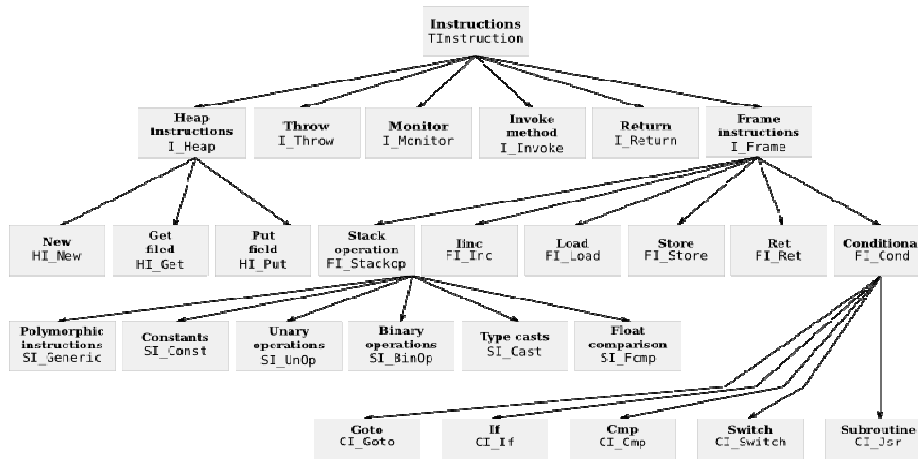 Instructions
TInstruction
Heap
instructions
I_Heap
Throw
I_Throw
Monitor
I_Monitor
Invoke
method
I_Invoke
Return
I_Return
Frame
instructions
I_Frame
New
HI_New
Get
filed
HI_Get
Put
field
HI_Put
Stack
operation
FI_Stackop
Iinc
FI_Iinc
Load
FI_Load
Store
FI_Store
Ret
FI_Ret
Conditiona
FI_Cond
Polymorphic
instructions
SI_Generic
Constants
SI_Const
Unary
operations
SI_UnOp
Binary
operations
SI_BinOp
Type casts
SI_Cast
Float
comparison
SI_Fcmp
Goto
CI_Goto
If
CI_If
Cmp
CI_Cmp
Switch
CI_Switch
Subroutine
CI_Jsr